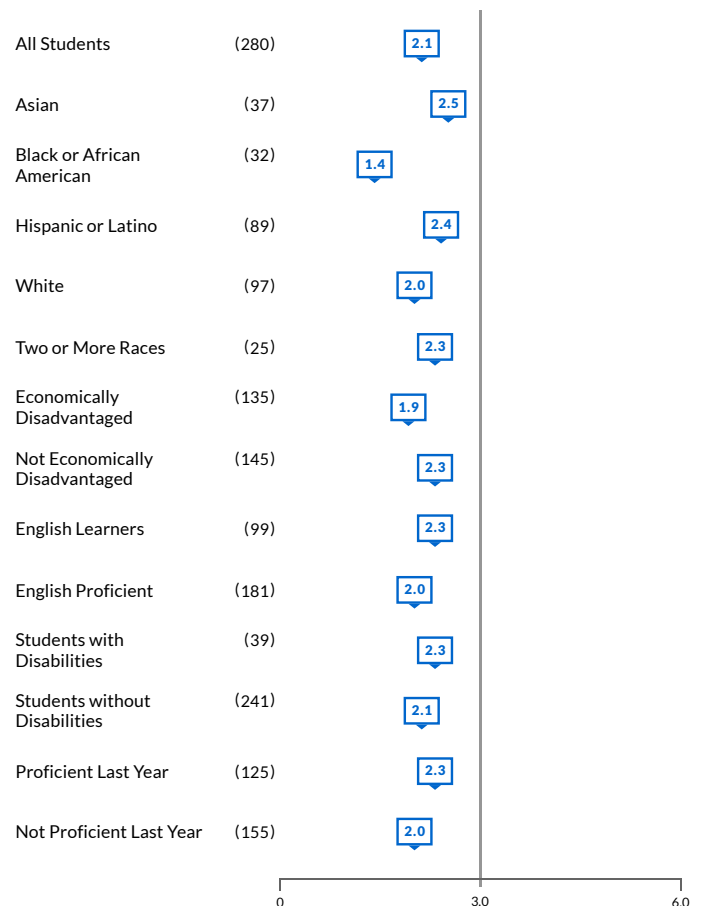 All Students (280) 2.1
Asian (37) 2.5
Black or African (32) 1.4
American
Hispanic or Latino (89) 2.4
White (97) 2.0
Two or More Races (25) 2.3
Economically (135) 1.9
Disadvantaged
Not Economically (145) 2.3
Disadvantaged
English Learners (99) 2.3
English Proficient (181) 2.0
Students with (39) 2.3
Disabilities
Students without (241) 2.1
Disabilities
Proficient Last Year (125) 2.3
Not Proficient Last Year (155) 2.0
0 3.0 6.0